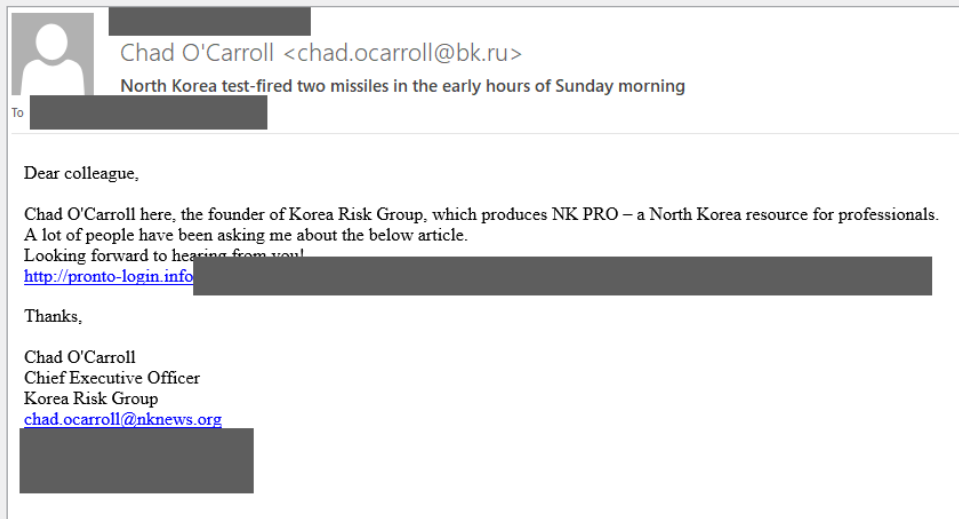 Chad O'Carroll <chad.ocarroll@bk.ru>
North Korea test-fired two missiles in the early hours of Sunday morning
To
Dear colleague,
Chad O'Carroll here, the founder of Korea Risk Group, which produces NK PRO – a North Korea resource for professionals.
A lot of people have been asking me about the below article.
Looking forward to hearing from you!
http://pronto-login.info
Thanks,
Chad O'Carroll
Chief Executive Officer
Korea Risk Group
chad.ocarroll@nknews.org